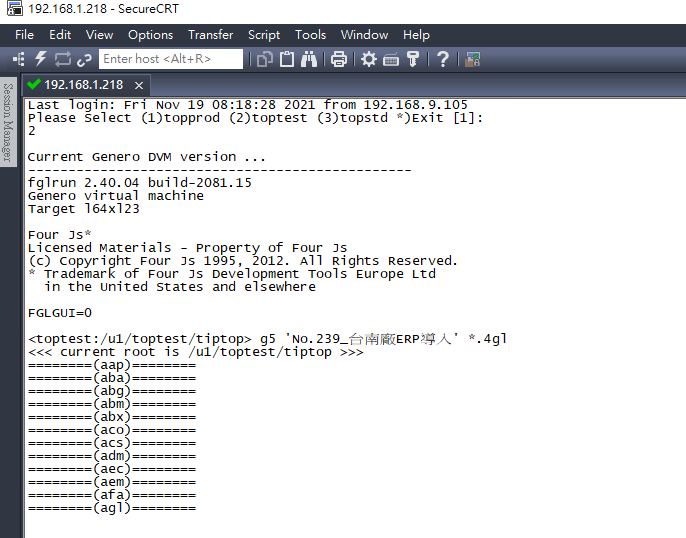 192.168.1.218 - SecureCRT
File Edit View Options Transfer Script Tools Window Help
Enter host <Alt+R>
Session Manager
192.168.1.218
Last login: Fri Nov 19 08:18:28 2021 from 192.168.9.105
Please Select (1)topprod (2)toptest (3)topstd *)Exit [1]:
2
Current Genero DVM version ...
------------------------------------------------
fglrun 2.40.04 build-2081.15
Genero virtual machine
Target l64xl23
Four Js*
Licensed Materials - Property of Four Js
(c) Copyright Four Js 1995, 2012. All Rights Reserved.
* Trademark of Four Js Development Tools Europe Ltd
in the United States and elsewhere
FGLGUI=0
<toptest:/u1/toptest/tiptop> g5 'No.239_台南廠ERP導入' *.4gl
<<< current root is /u1/toptest/tiptop >>>
========(aap)========
========(aba)========
========(abg)========
========(abm)========
========(abx)========
========(aco)========
========(acs)========
========(adm)========
========(aec)========
========(aem)========
========(afa)========
========(agl)========